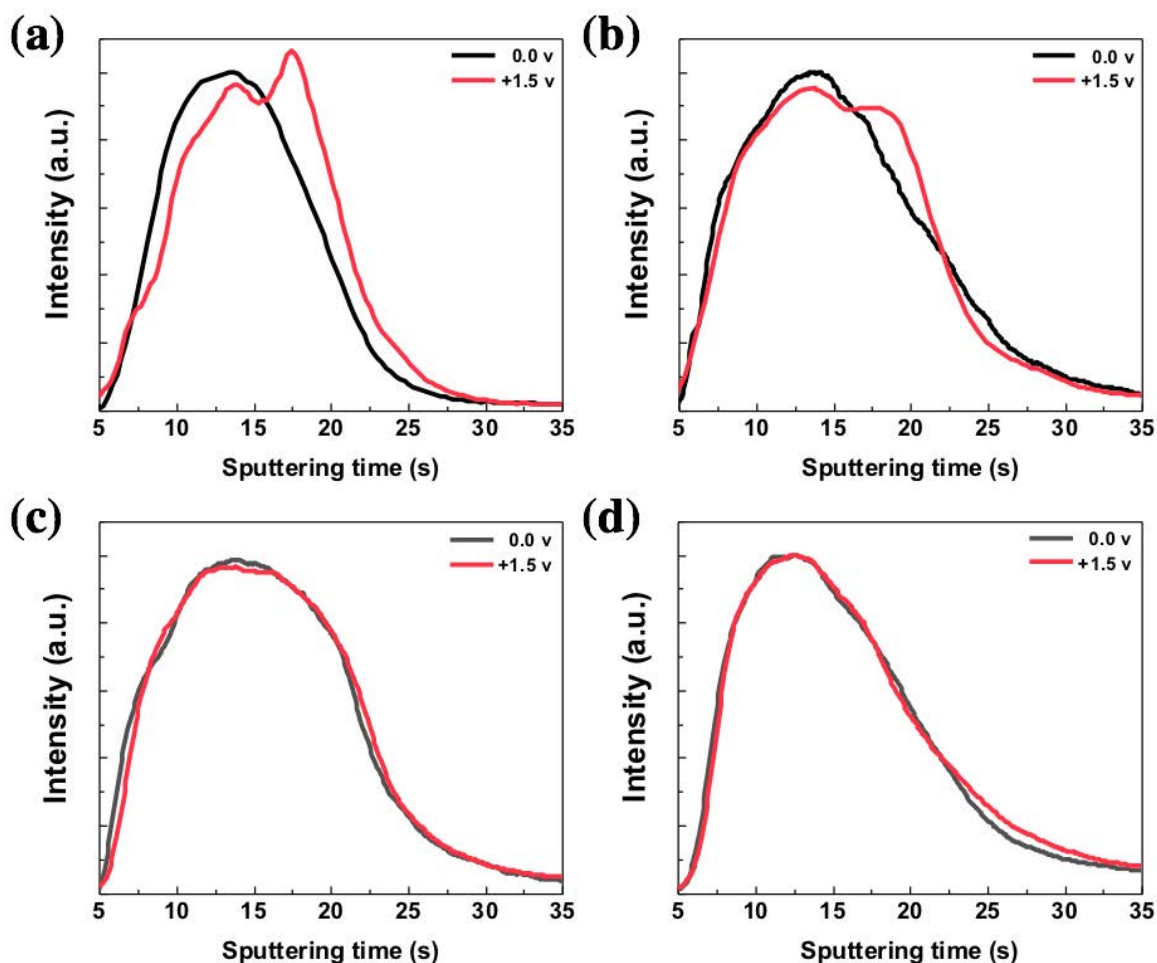 (a)
0.0 v
+1.5 v
Intensity (a.u.)
5 10 15 20 25 30 35
Sputtering time (s)
(b)
0.0 v
+1.5 v
Intensity (a.u.)
5 10 15 20 25 30 35
Sputtering time (s)
(c)
0.0 v
+1.5 v
Intensity (a.u.)
5 10 15 20 25 30 35
Sputtering time (s)
(d)
0.0 v
+1.5 v
Intensity (a.u.)
5 10 15 20 25 30 35
Sputtering time (s)